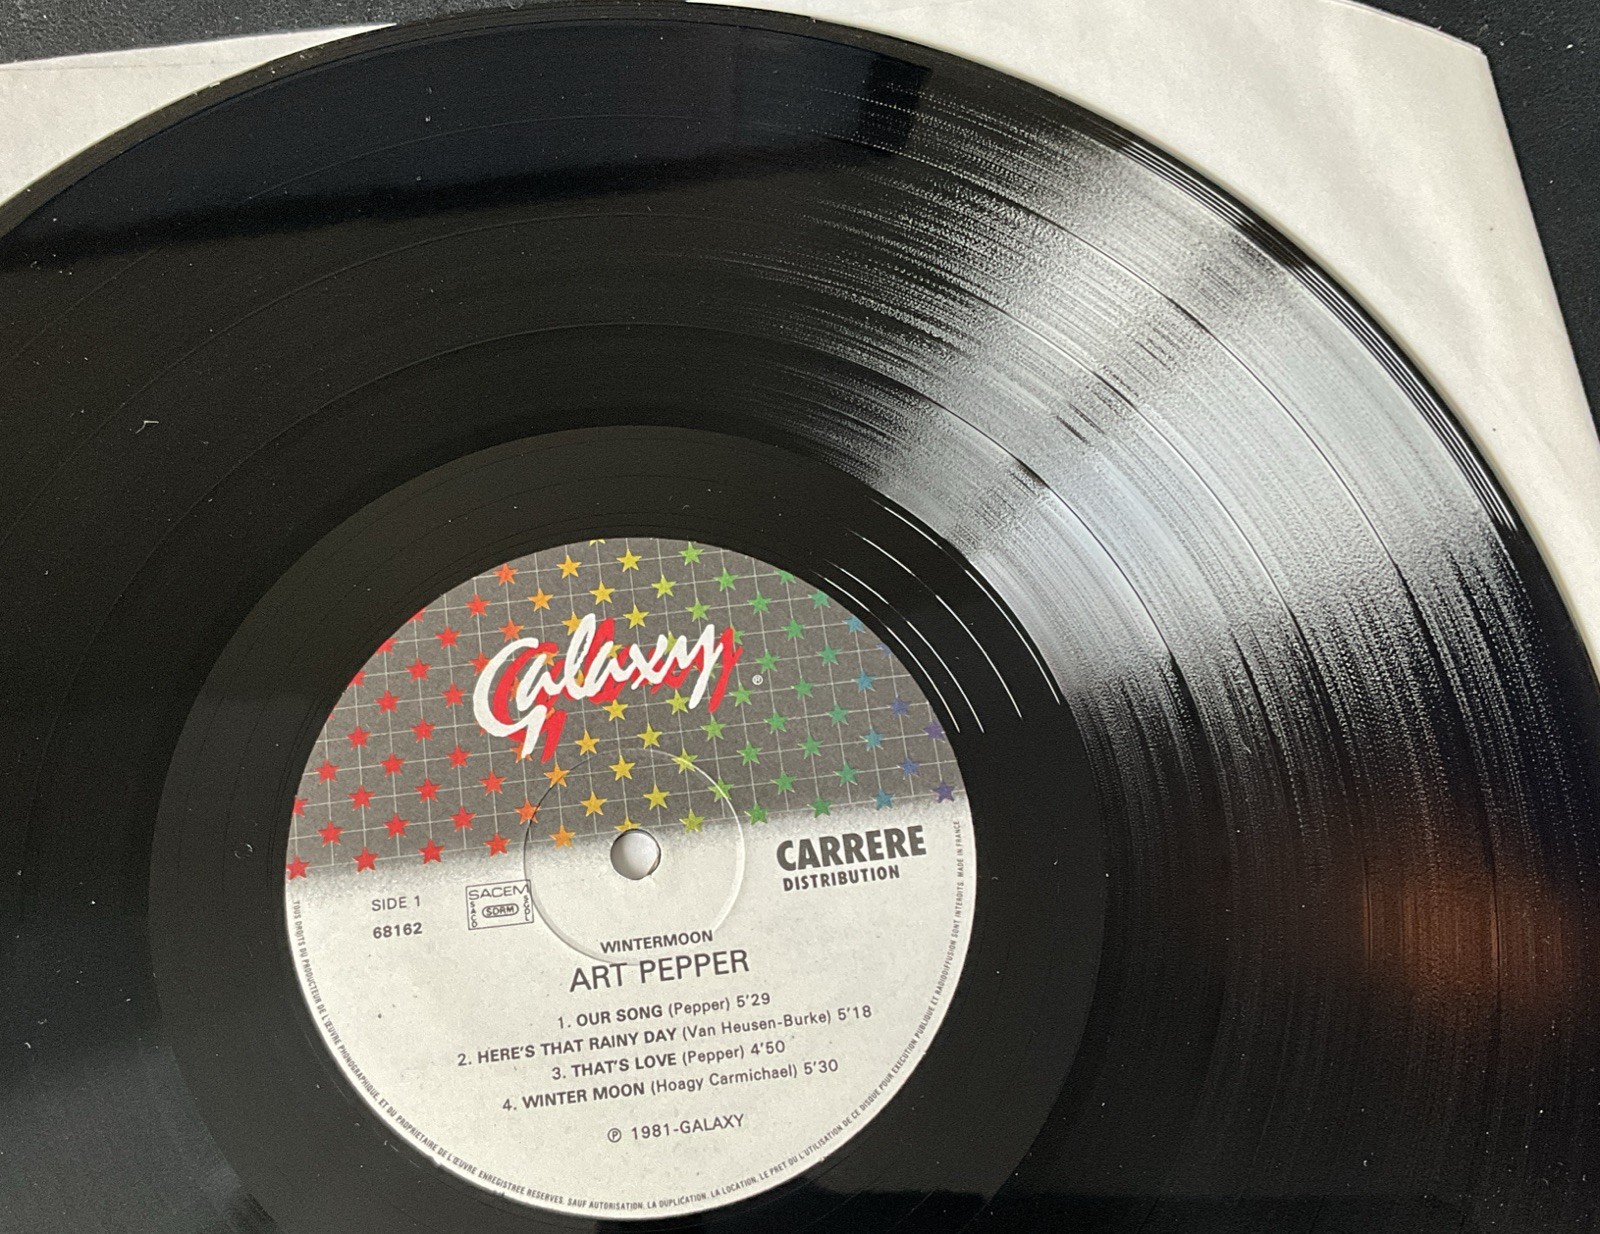 Galaxy ®
CARRERE
DISTRIBUTION
SIDE 1
68162
SACEM
SACD
SDRM
SGDL
WINTERMOON
ART PEPPER
1. OUR SONG (Pepper) 5'29
2. HERE'S THAT RAINY DAY (Van Heusen-Burke) 5'18
3. THAT'S LOVE (Pepper) 4'50
4. WINTER MOON (Hoagy Carmichael) 5'30
℗ 1981-GALAXY
TOUS DROITS DU PRODUCTEUR DE L'ŒUVRE PHONOGRAPHIQUE, ET DU PROPRIETAIRE DE L'ŒUVRE ENREGISTREE RESERVES. SAUF AUTORISATION, LA DUPLICATION, LA LOCATION, LE PRET OU L'UTILISATION DE CE DISQUE POUR EXECUTION PUBLIQUE ET RADIODIFFUSION SONT INTERDITS. MADE IN FRANCE